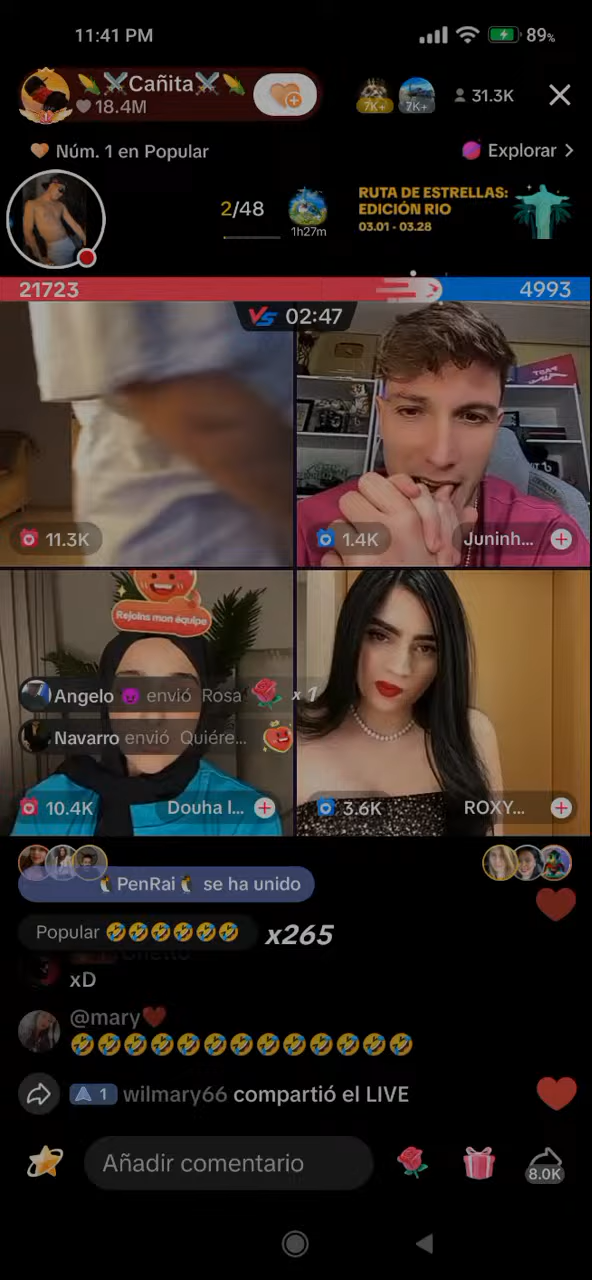 11:41 PM
89%
🌽⚔️Cañita⚔️🌽
18.4M
7K+
7K+
31.3K
Núm. 1 en Popular
Explorar
2/48
1h27m
RUTA DE ESTRELLAS:
EDICIÓN RIO
03.01 - 03.28
21723
4993
VS 02:47
11.3K
1.4K
Juninh...
Rejoins mon équipe
Angelo 😈 envió Rosa x 1
Navarro envió Quiére...
10.4K
Douha I...
3.6K
ROXY...
🐧PenRai🐧 se ha unido
Popular 🤣🤣🤣🤣🤣 x265
xD
@mary❤️
🤣🤣🤣🤣🤣🤣🤣🤣🤣🤣🤣🤣🤣
1 wilmary66 compartió el LIVE
Añadir comentario
8.0K